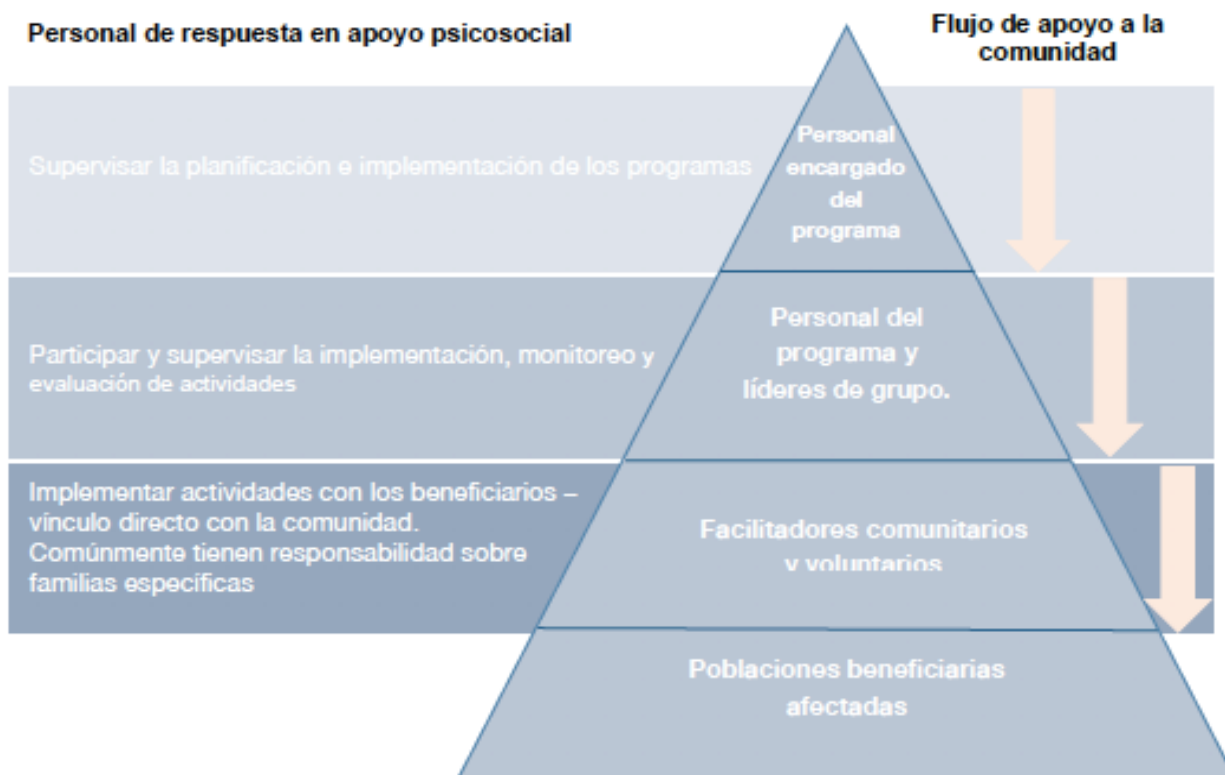 Personal de respuesta en apoyo psicosocial
Flujo de apoyo a la
comunidad
Supervisar la planificación e implementación de los programas
Personal
encargado
del
programa
Participar y supervisar la implementación, monitoreo y
evaluación de actividades
Personal del
programa y
líderes de grupo.
Implementar actividades con los beneficiarios –
vínculo directo con la comunidad.
Comúnmente tienen responsabilidad sobre
familias específicas
Facilitadores comunitarios
y voluntarios
Poblaciones beneficiarias
afectadas